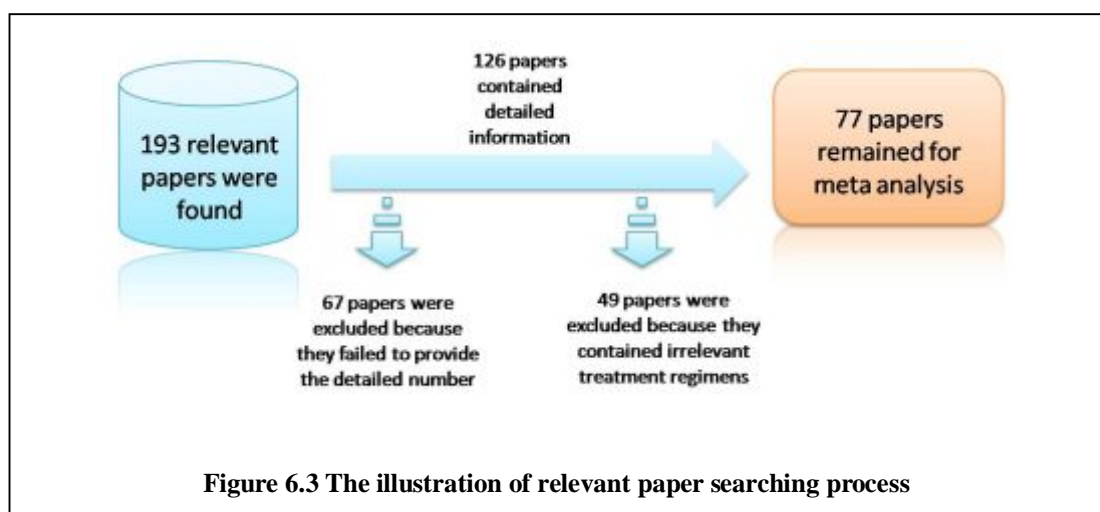 193 relevant
papers were
found
126 papers
contained
detailed
information
77 papers
remained for
meta analysis
67 papers were
excluded because
they failed to provide
the detailed number
49 papers were
excluded because they
contained irrelevant
treatment regimens
Figure 6.3 The illustration of relevant paper searching process